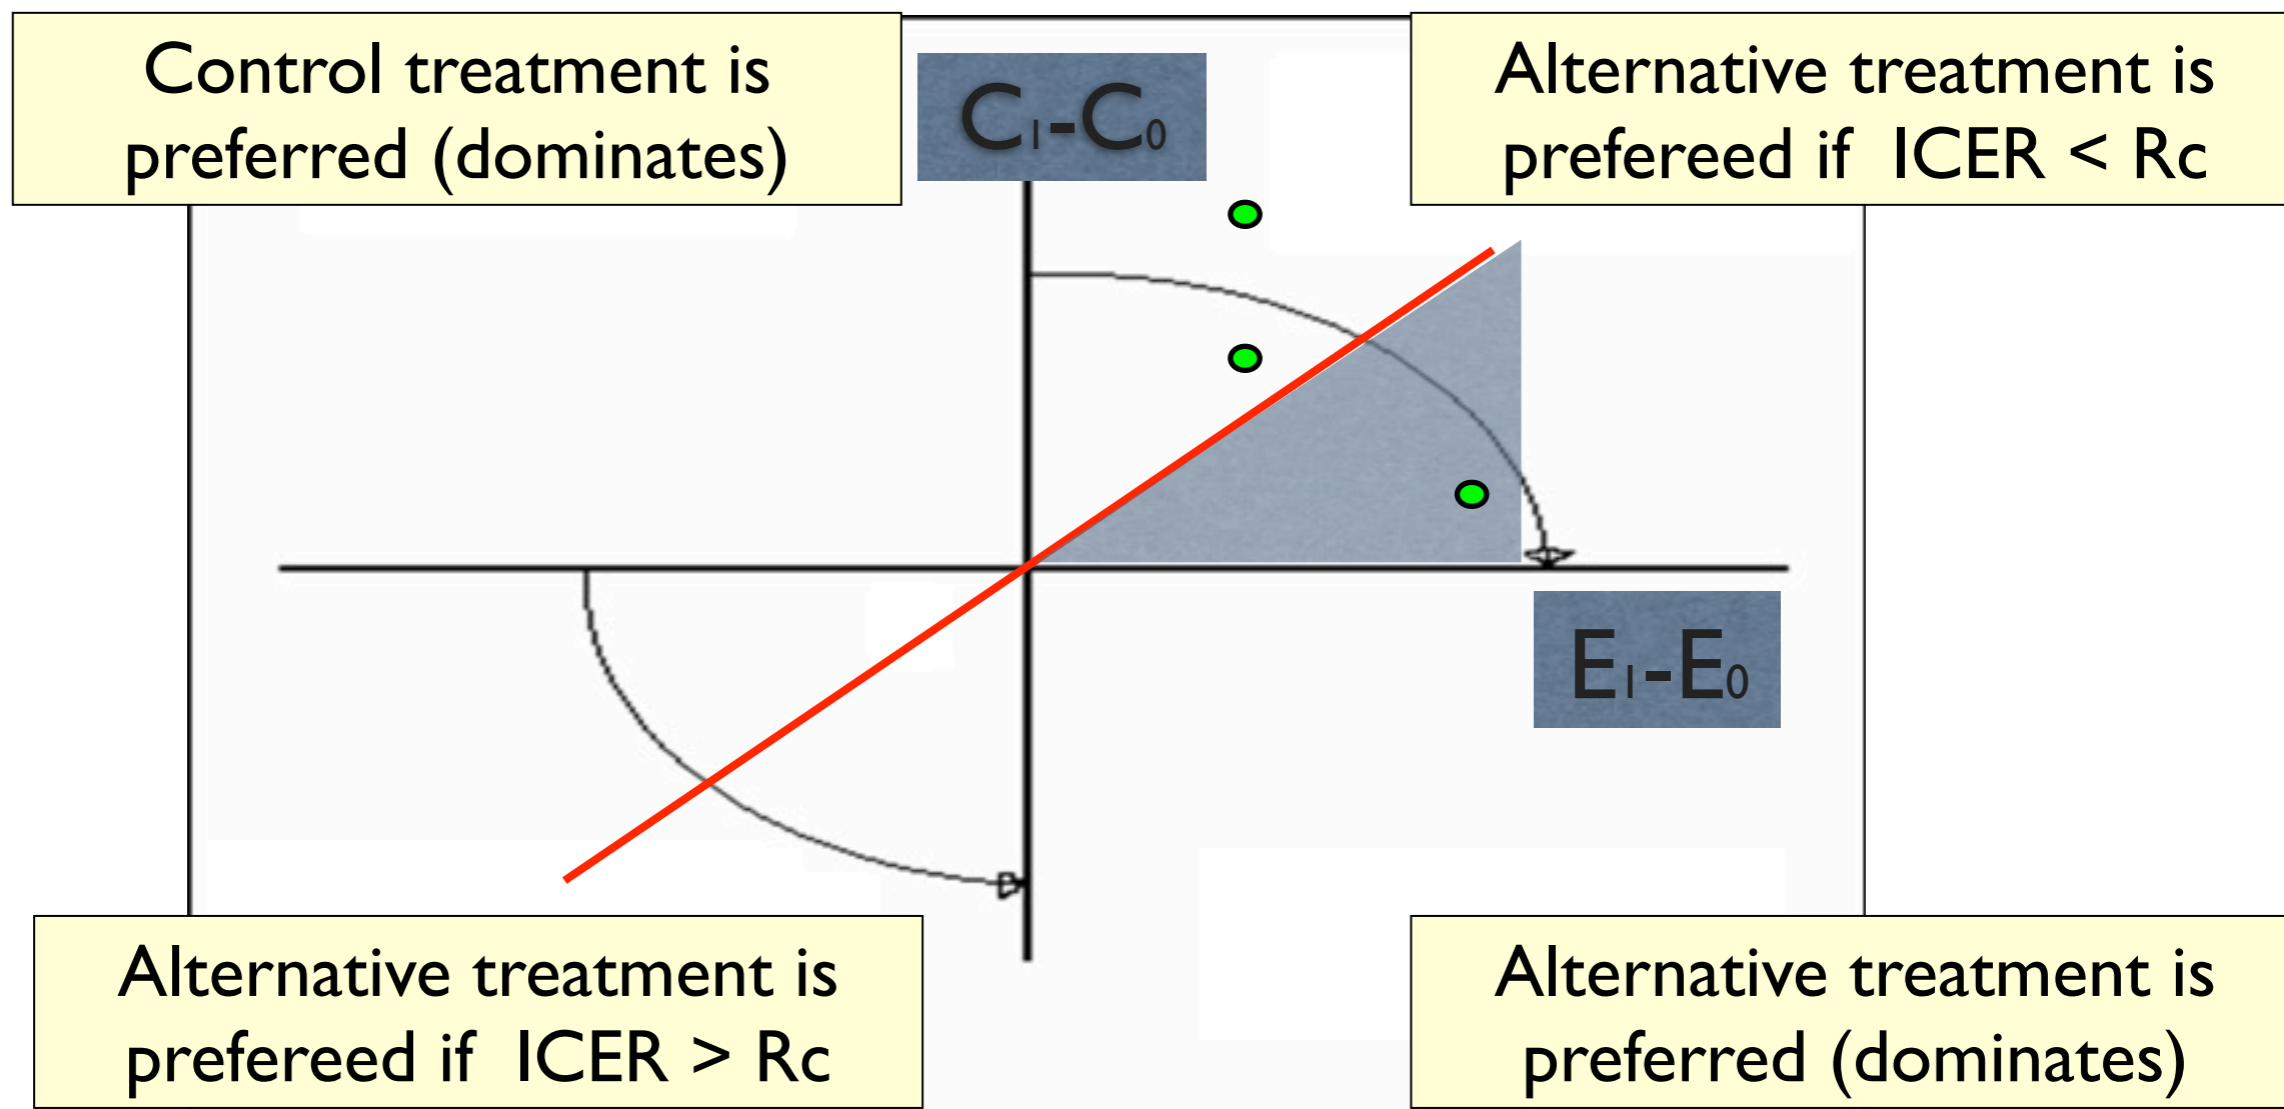 Control treatment is
preferred (dominates)
C₁-C₀
Alternative treatment is
prefereed if ICER < Rc
E₁-E₀
Alternative treatment is
prefereed if ICER > Rc
Alternative treatment is
preferred (dominates)